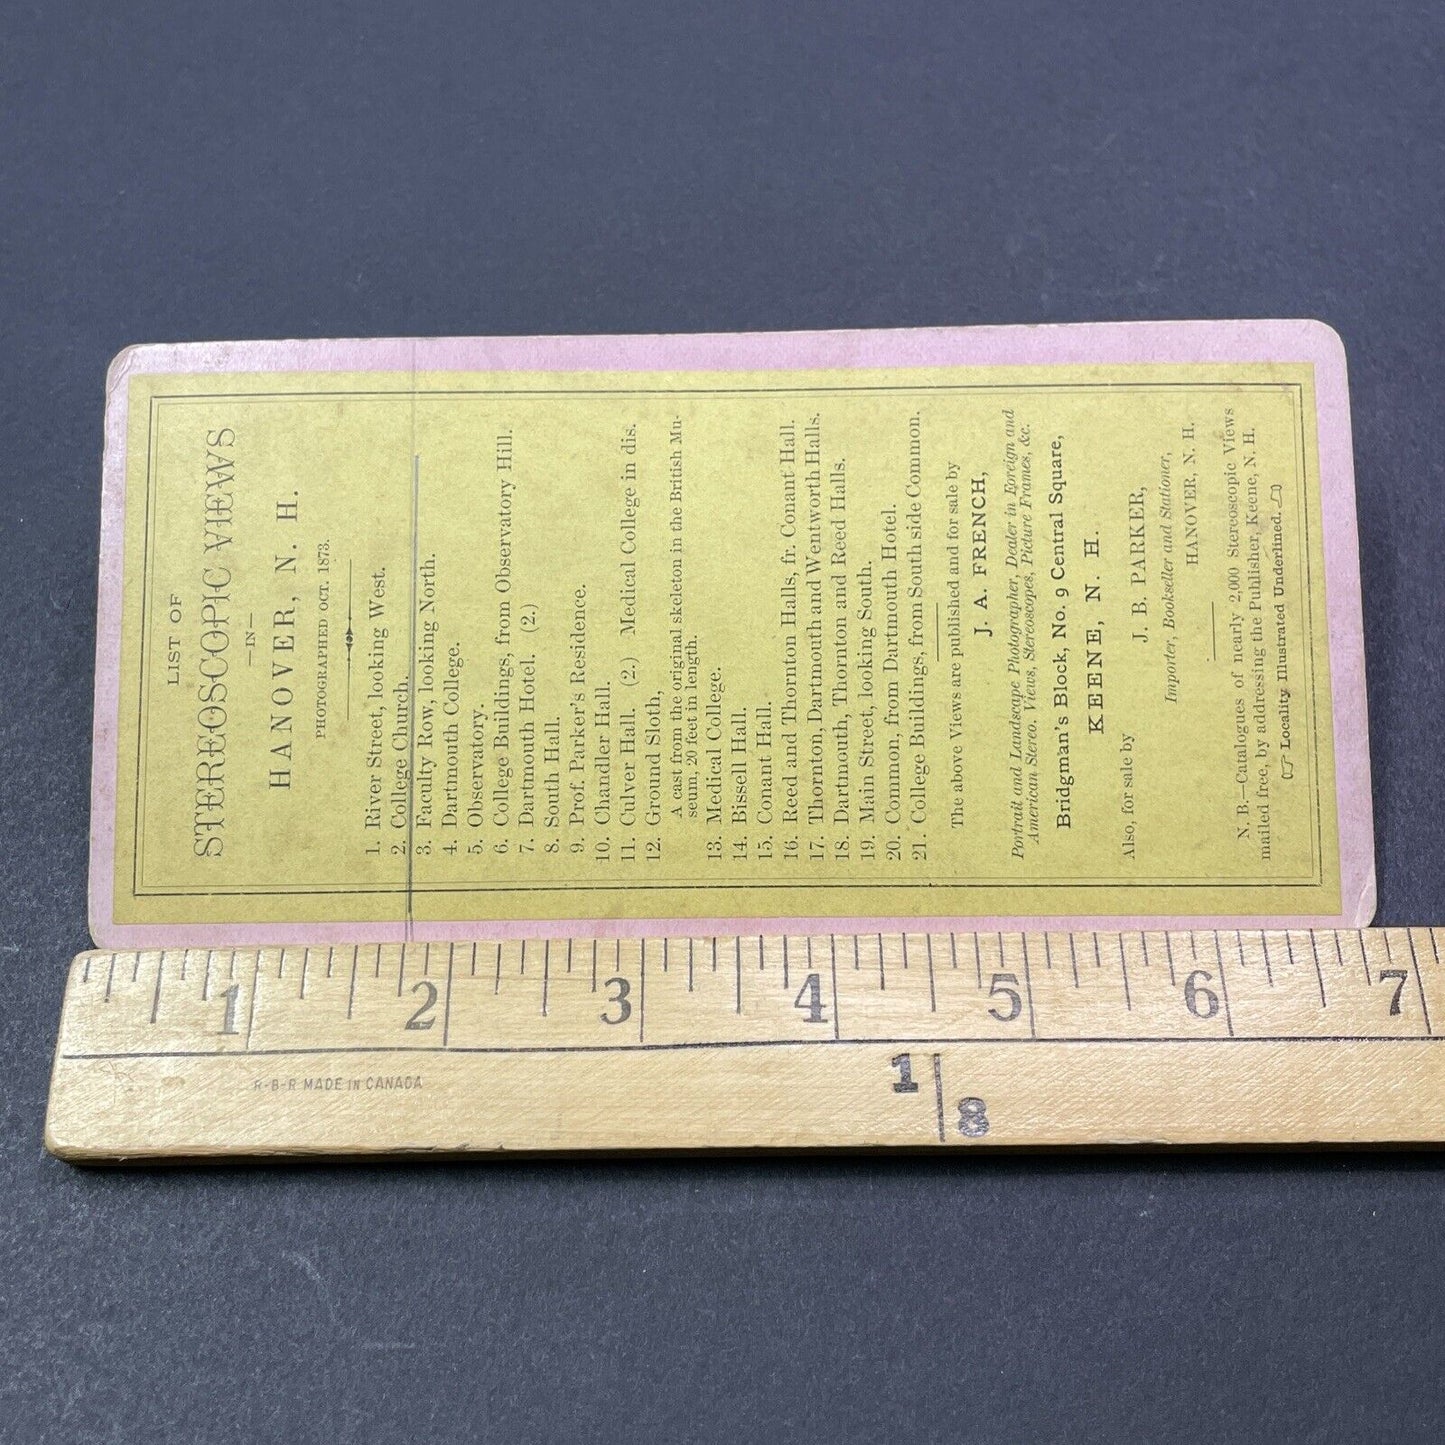 LIST OF
STEREOSCOPIC VIEWS
—IN—
HANOVER, N. H.
PHOTOGRAPHED OCT. 1873.
1. River Street, looking West.
2. College Church.
3. Faculty Row, looking North.
4. Dartmouth College.
5. Observatory.
6. College Buildings, from Observatory Hill.
7. Dartmouth Hotel. (2.)
8. South Hall.
9. Prof. Parker's Residence.
10. Chandler Hall.
11. Culver Hall. (2.) Medical College in dis.
12. Ground Sloth,
A cast from the original skeleton in the British Mu-
seum, 20 feet in length.
13. Medical College.
14. Bissell Hall.
15. Conant Hall.
16. Reed and Thornton Halls, fr. Conant Hall.
17. Thornton, Dartmouth and Wentworth Halls.
18. Dartmouth, Thornton and Reed Halls.
19. Main Street, looking South.
20. Common, from Dartmouth Hotel.
21. College Buildings, from South side Common.
The above Views are published and for sale by
J. A. FRENCH,
Portrait and Landscape Photographer, Dealer in Foreign and
American Stereo. Views, Stereoscopes, Picture Frames, &c.
Bridgman's Block, No. 9 Central Square,
KEENE, N. H.
Also, for sale by
J. B. PARKER,
Importer, Bookseller and Stationer,
HANOVER, N. H.
N. B.—Catalogues of nearly 2,000 Stereoscopic Views
mailed free, by addressing the Publisher, Keene, N. H.
☞ Locality Illustrated Underlined. ☜
1 2 3 4 5 6 7
R-B-R MADE IN CANADA
1
8